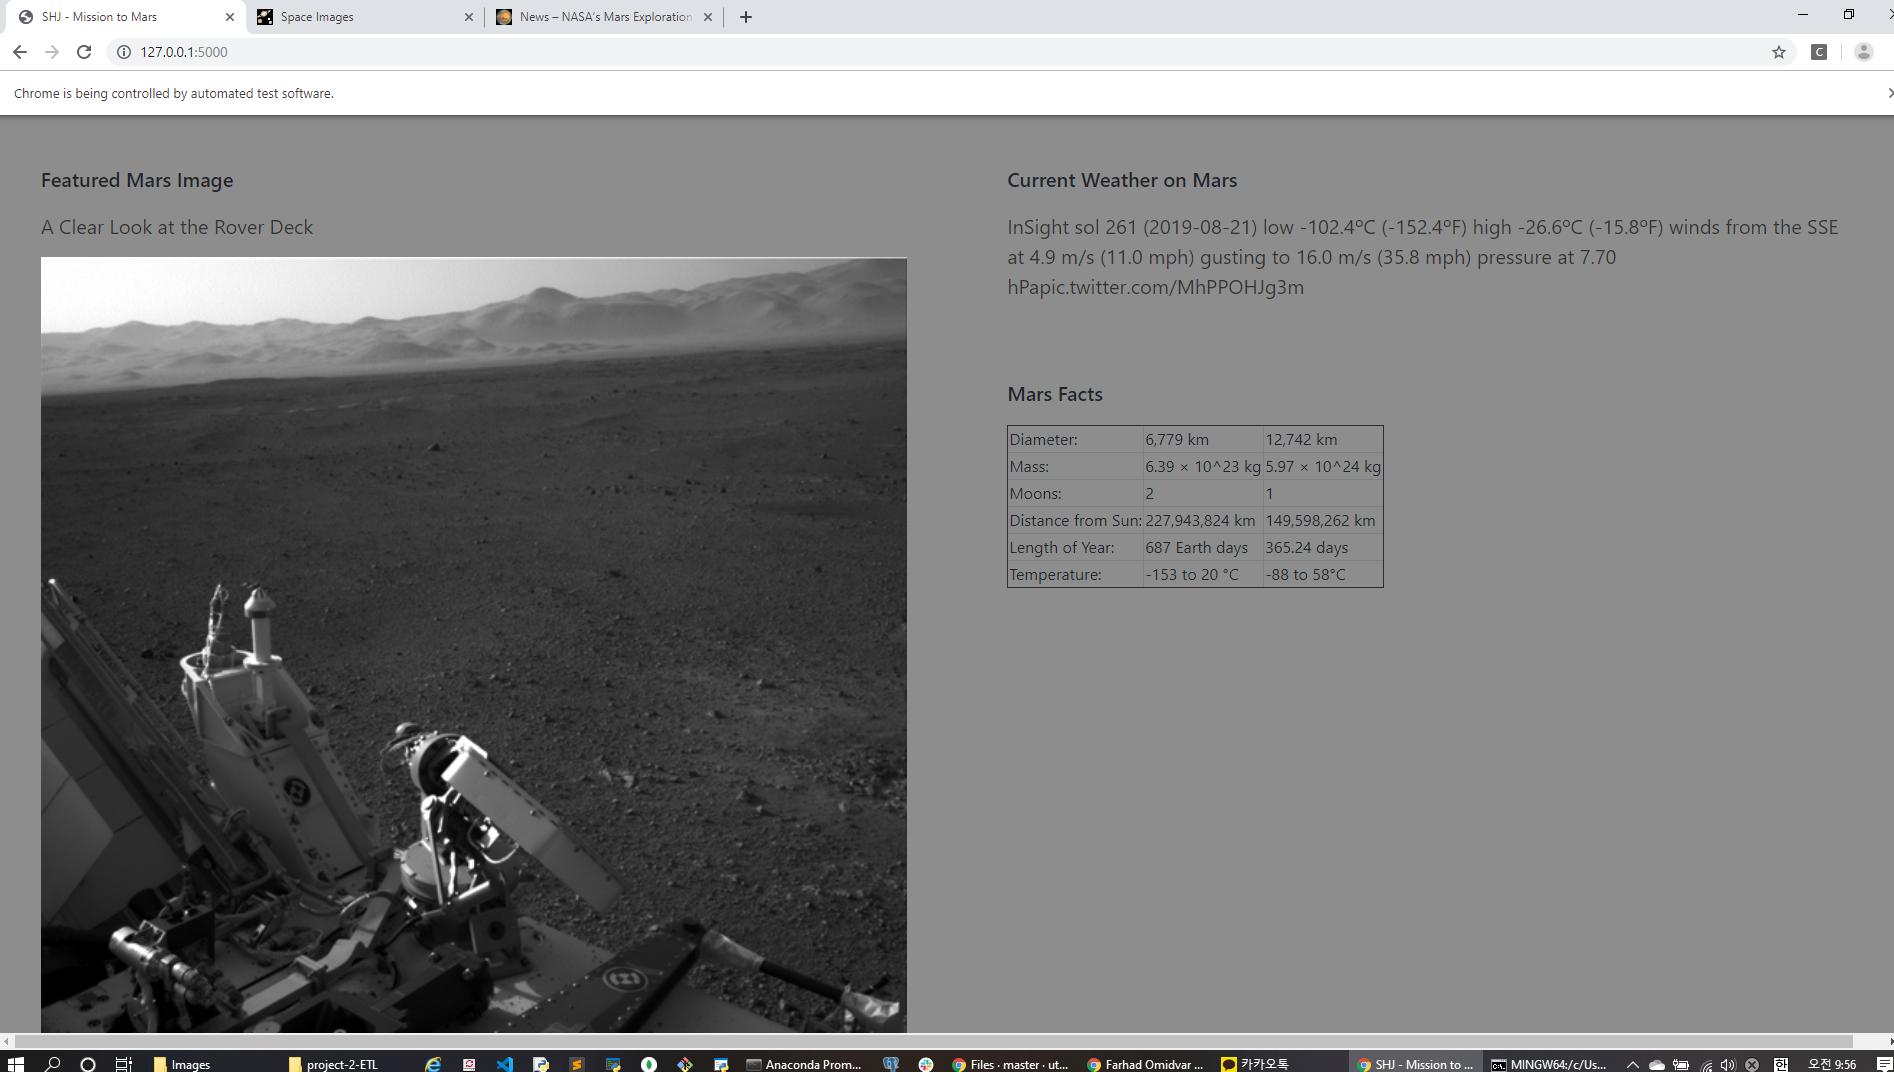 SHJ - Mission to Mars
Space Images
News – NASA's Mars Exploration
127.0.0.1:5000
C
Chrome is being controlled by automated test software.
Featured Mars Image
A Clear Look at the Rover Deck
Current Weather on Mars
InSight sol 261 (2019-08-21) low -102.4ºC (-152.4ºF) high -26.6ºC (-15.8ºF) winds from the SSE
at 4.9 m/s (11.0 mph) gusting to 16.0 m/s (35.8 mph) pressure at 7.70
hPapic.twitter.com/MhPPOHJg3m
Mars Facts
Diameter: 6,779 km 12,742 km
Mass: 6.39 × 10^23 kg 5.97 × 10^24 kg
Moons: 2 1
Distance from Sun: 227,943,824 km 149,598,262 km
Length of Year: 687 Earth days 365.24 days
Temperature: -153 to 20 °C -88 to 58°C
Images
project-2-ETL
Anaconda Prom...
Files · master · ut...
Farhad Omidvar ...
카카오톡
SHJ - Mission to ...
MINGW64:/c/Us...
한
오전 9:56